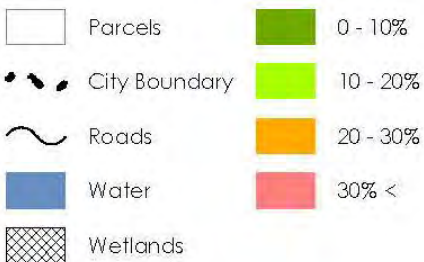 Parcels
City Boundary
Roads
Water
Wetlands
0 - 10%
10 - 20%
20 - 30%
30% <